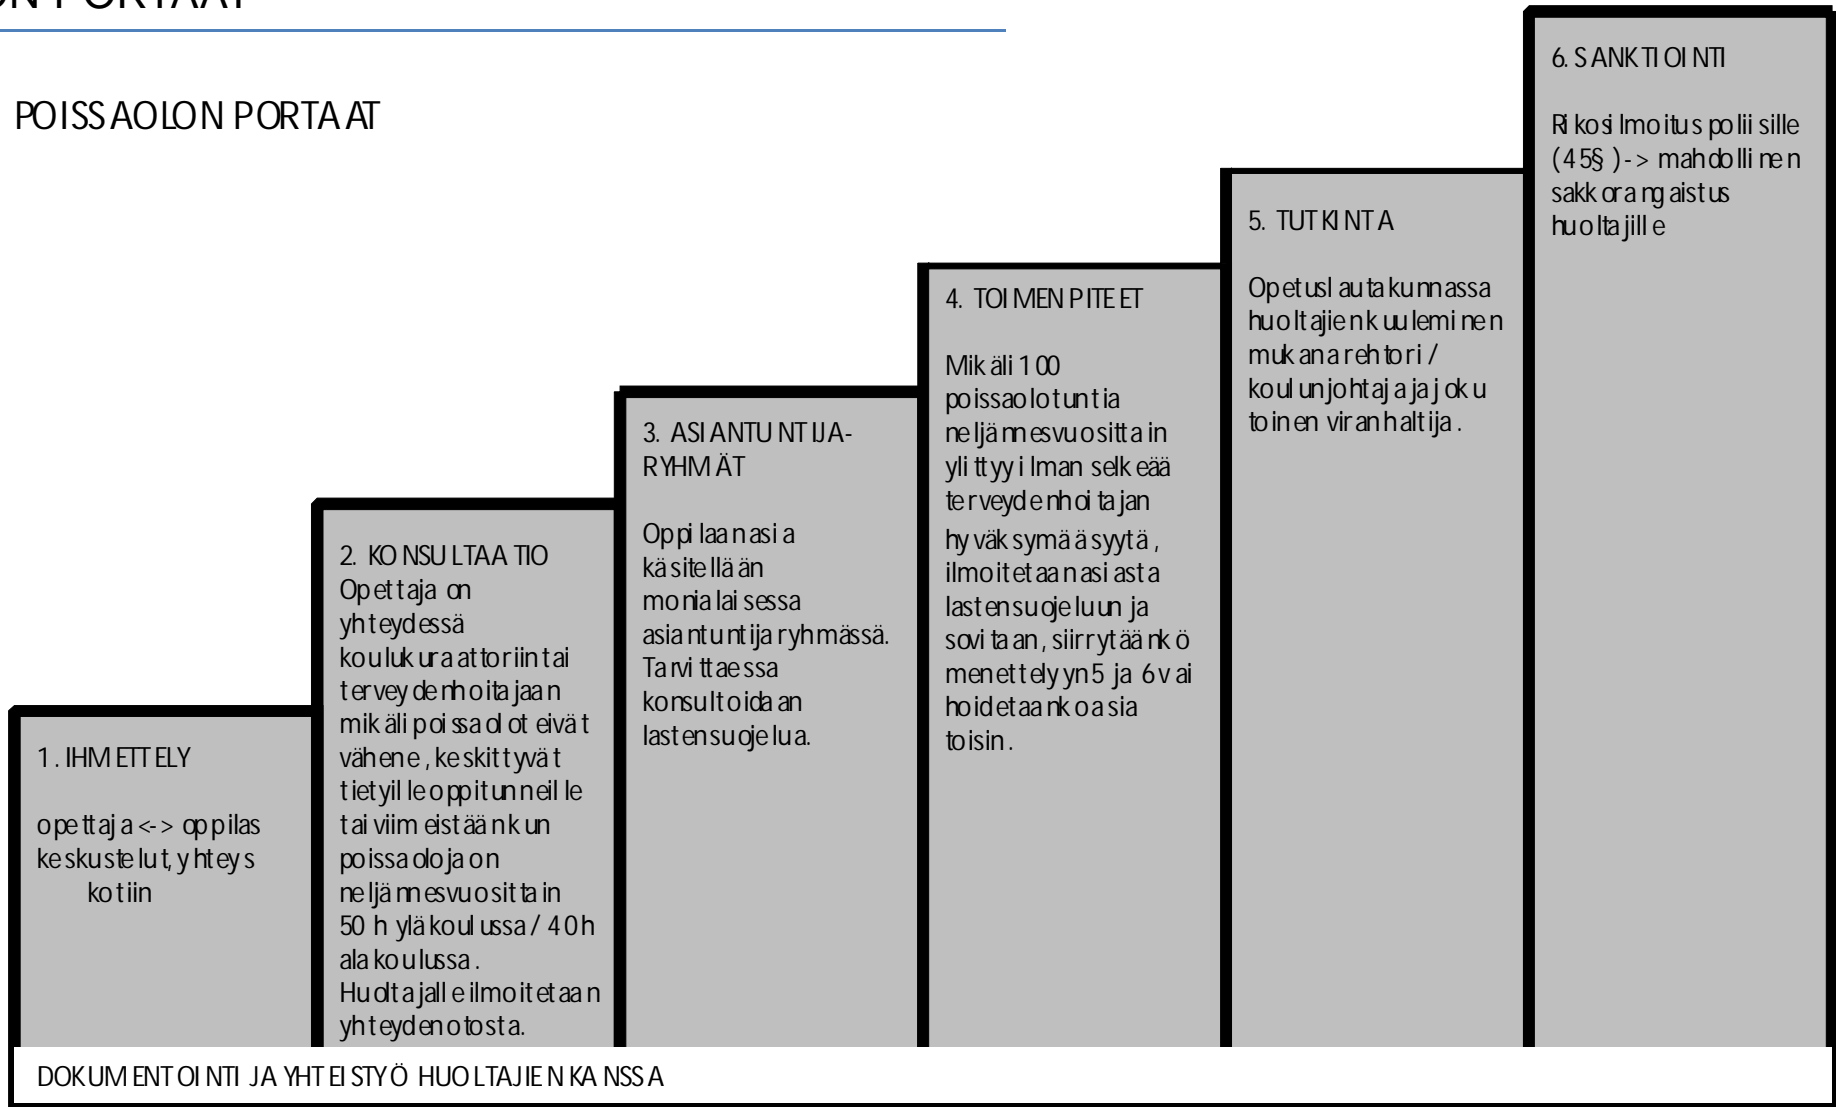 POISSAOLON PORTAAT
1. IHMETTELY
opettaja <-> oppilas
keskustelut, yhteys
kotiin
2. KONSULTAATIO
Opettaja on
yhteydessä
koulukuraattoriin tai
terveydenhoitajaan
mikäli poissaolot eivät
vähene, keskittyvät
tietyille oppitunneille
tai viimeistään kun
poissaoloja on
neljännesvuosittain
50 h yläkoulussa / 40h
alakoulussa.
Huoltajalle ilmoitetaan
yhteydenotosta.
3. ASIANTUNTIJA-
RYHMÄT
Oppilaan asia
käsitellään
monialaisessa
asiantuntijaryhmässä.
Tarvittaessa
konsultoidaan
lastensuojelua.
4. TOIMENPITEET
Mikäli 100
poissaolotuntia
neljännesvuosittain
ylittyy ilman selkeää
terveydenhoitajan
hyväksymää syytä,
ilmoitetaan asiasta
lastensuojeluun ja
sovitaan, siirrytäänkö
menettelyyn 5 ja 6 vai
hoidetaanko asia
toisin.
5. TUTKINTA
Opetuslautakunnassa
huoltajien kuuleminen
mukana rehtori /
koulunjohtaja ja joku
toinen viranhaltija.
6. SANKTIOINTI
Rikosilmoitus poliisille
(45§)-> mahdollinen
sakkorangaistus
huoltajille
DOKUMENTOINTI JA YHTEISTYÖ HUOLTAJIEN KANSSA